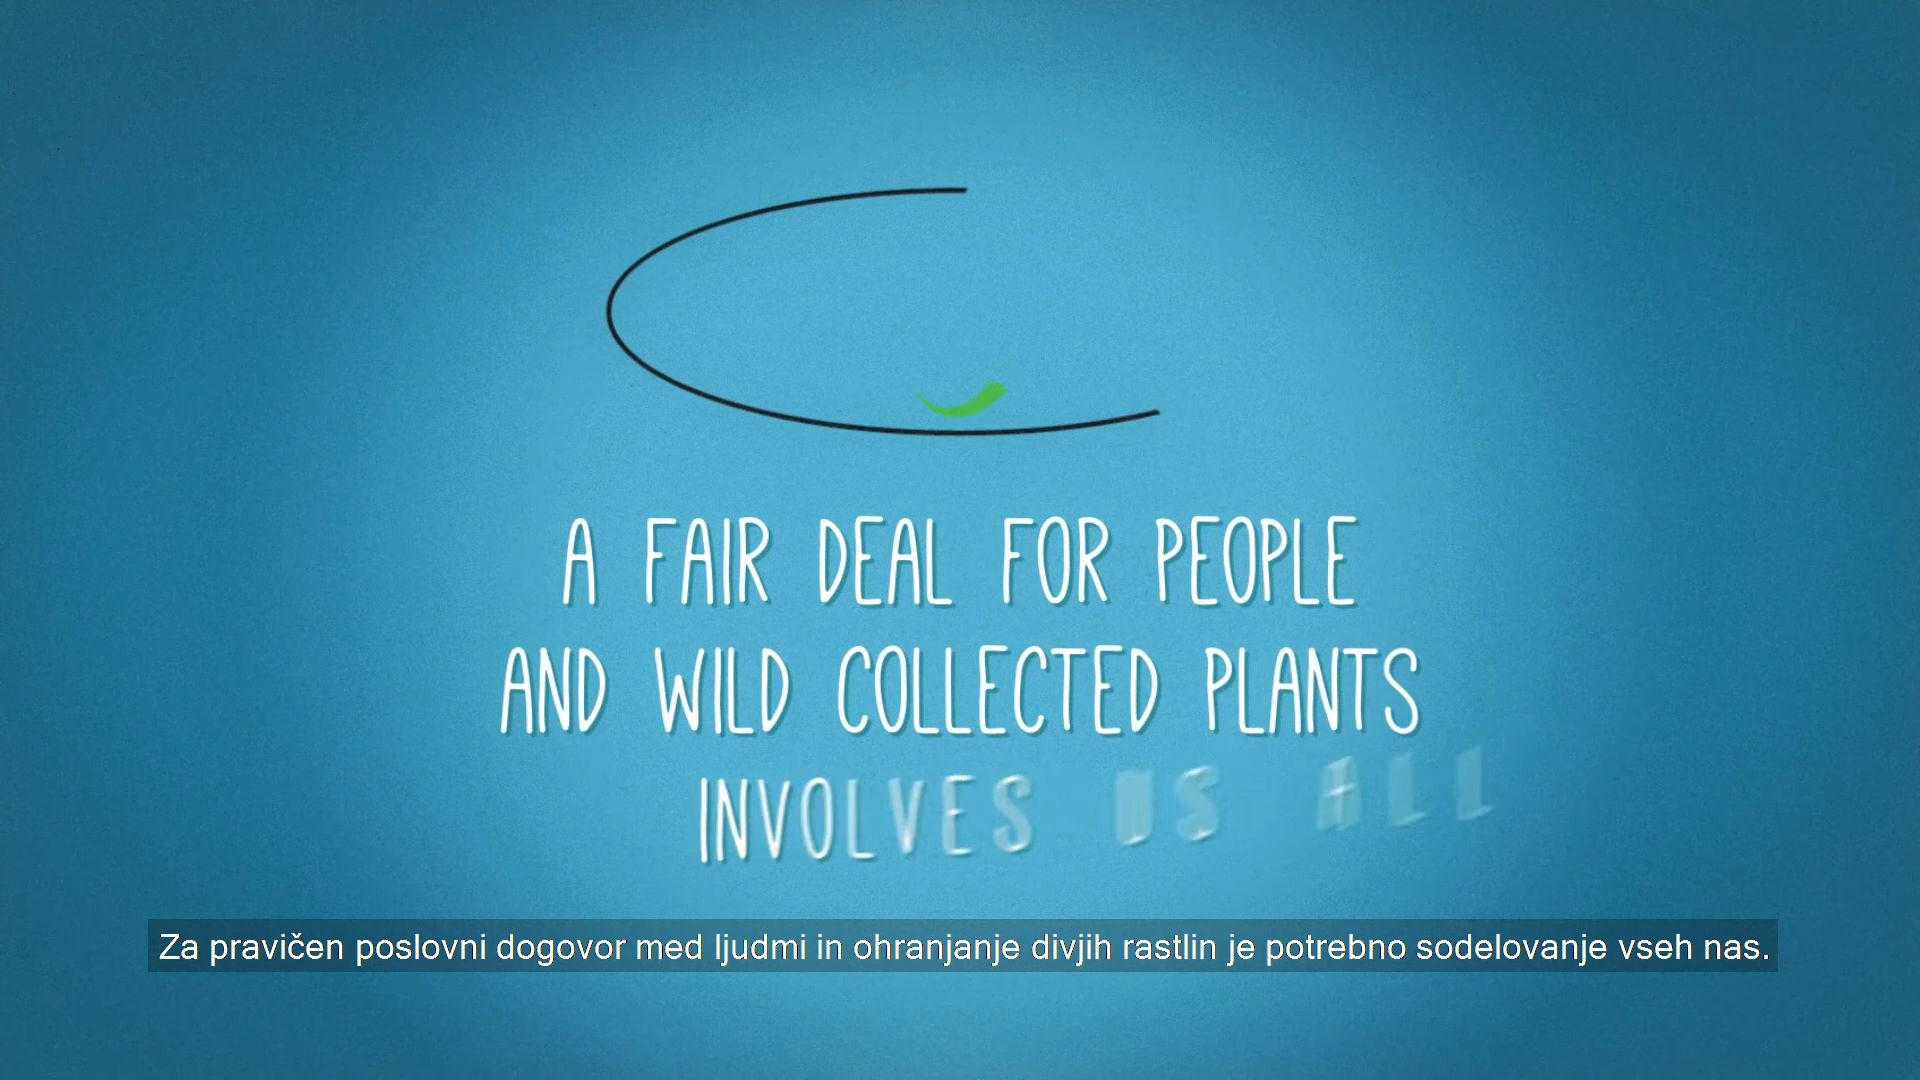 A FAIR DEAL FOR PEOPLE
AND WILD COLLECTED PLANTS
INVOLVES US ALL
Za pravičen poslovni dogovor med ljudmi in ohranjanje divjih rastlin je potrebno sodelovanje vseh nas.